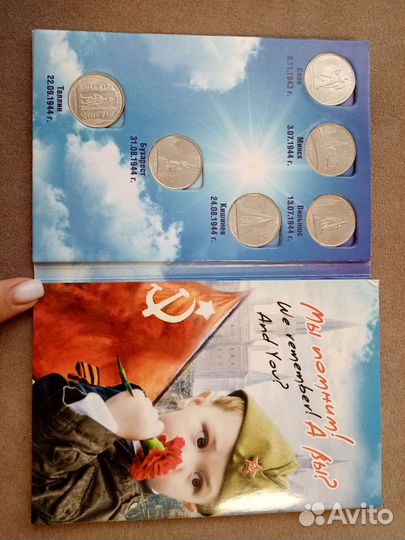 Киев
6.11.1943 г.
Минск
3.07.1944 г.
Вильнюс
13.07.1944 г.
Кишинев
24.08.1944 г.
Бухарест
31.08.1944 г.
Таллин
22.09.1944 г.
Мы помним! А вы?
We remember!
And You?
Avito